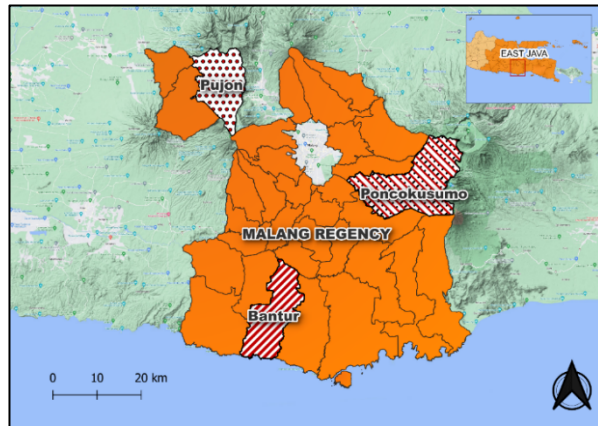 EAST JAVA
Pujon
Poncokusumo
MALANG REGENCY
Bantur
0 10 20 km